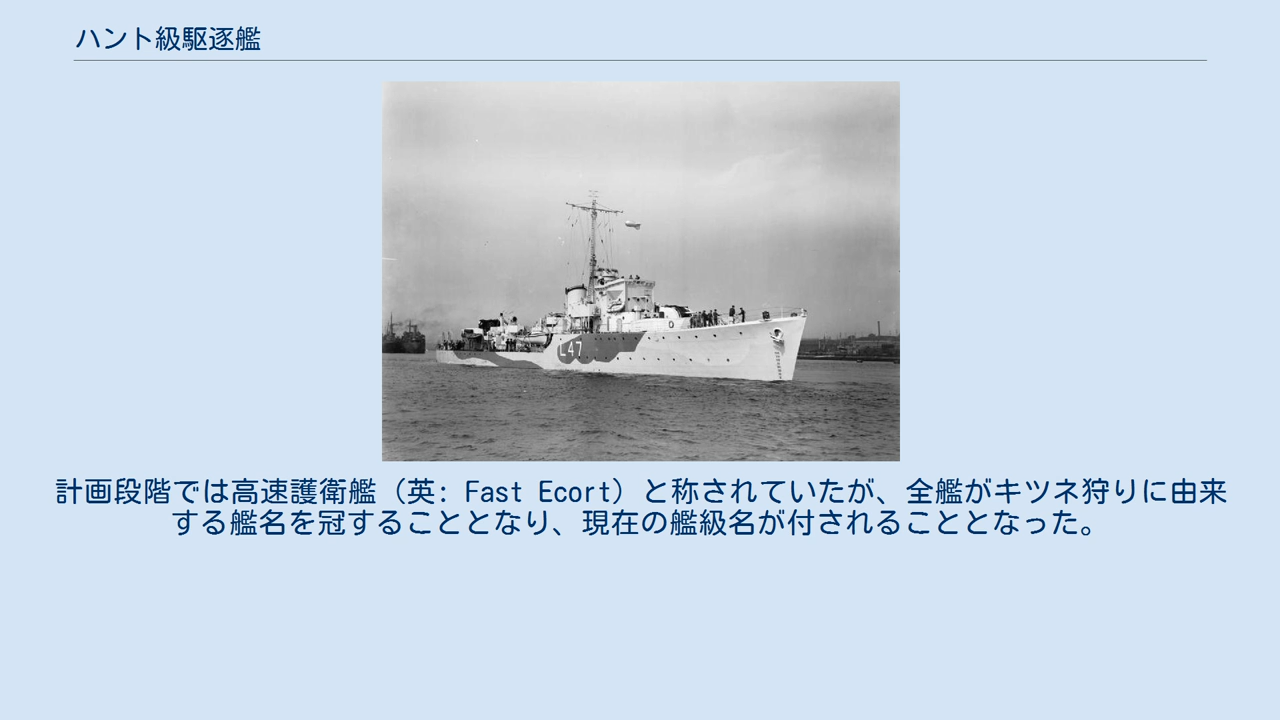 ハント級駆逐艦
L47
計画段階では高速護衛艦（英: Fast Ecort）と称されていたが、全艦がキツネ狩りに由来
する艦名を冠することとなり、現在の艦級名が付されることとなった。